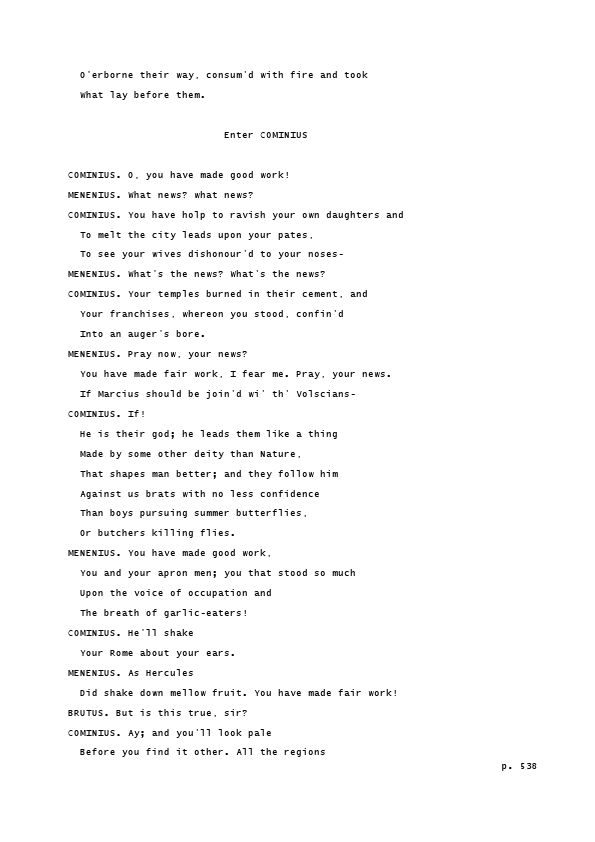 O'erborne their way, consum'd with fire and took
What lay before them.
Enter COMINIUS
COMINIUS. O, you have made good work!
MENENIUS. What news? what news?
COMINIUS. You have holp to ravish your own daughters and
To melt the city leads upon your pates,
To see your wives dishonour'd to your noses-
MENENIUS. What's the news? What's the news?
COMINIUS. Your temples burned in their cement, and
Your franchises, whereon you stood, confin'd
Into an auger's bore.
MENENIUS. Pray now, your news?
You have made fair work, I fear me. Pray, your news.
If Marcius should be join'd wi' th' Volscians-
COMINIUS. If!
He is their god; he leads them like a thing
Made by some other deity than Nature,
That shapes man better; and they follow him
Against us brats with no less confidence
Than boys pursuing summer butterflies,
Or butchers killing flies.
MENENIUS. You have made good work,
You and your apron men; you that stood so much
Upon the voice of occupation and
The breath of garlic-eaters!
COMINIUS. He'll shake
Your Rome about your ears.
MENENIUS. As Hercules
Did shake down mellow fruit. You have made fair work!
BRUTUS. But is this true, sir?
COMINIUS. Ay; and you'll look pale
Before you find it other. All the regions
p. 538